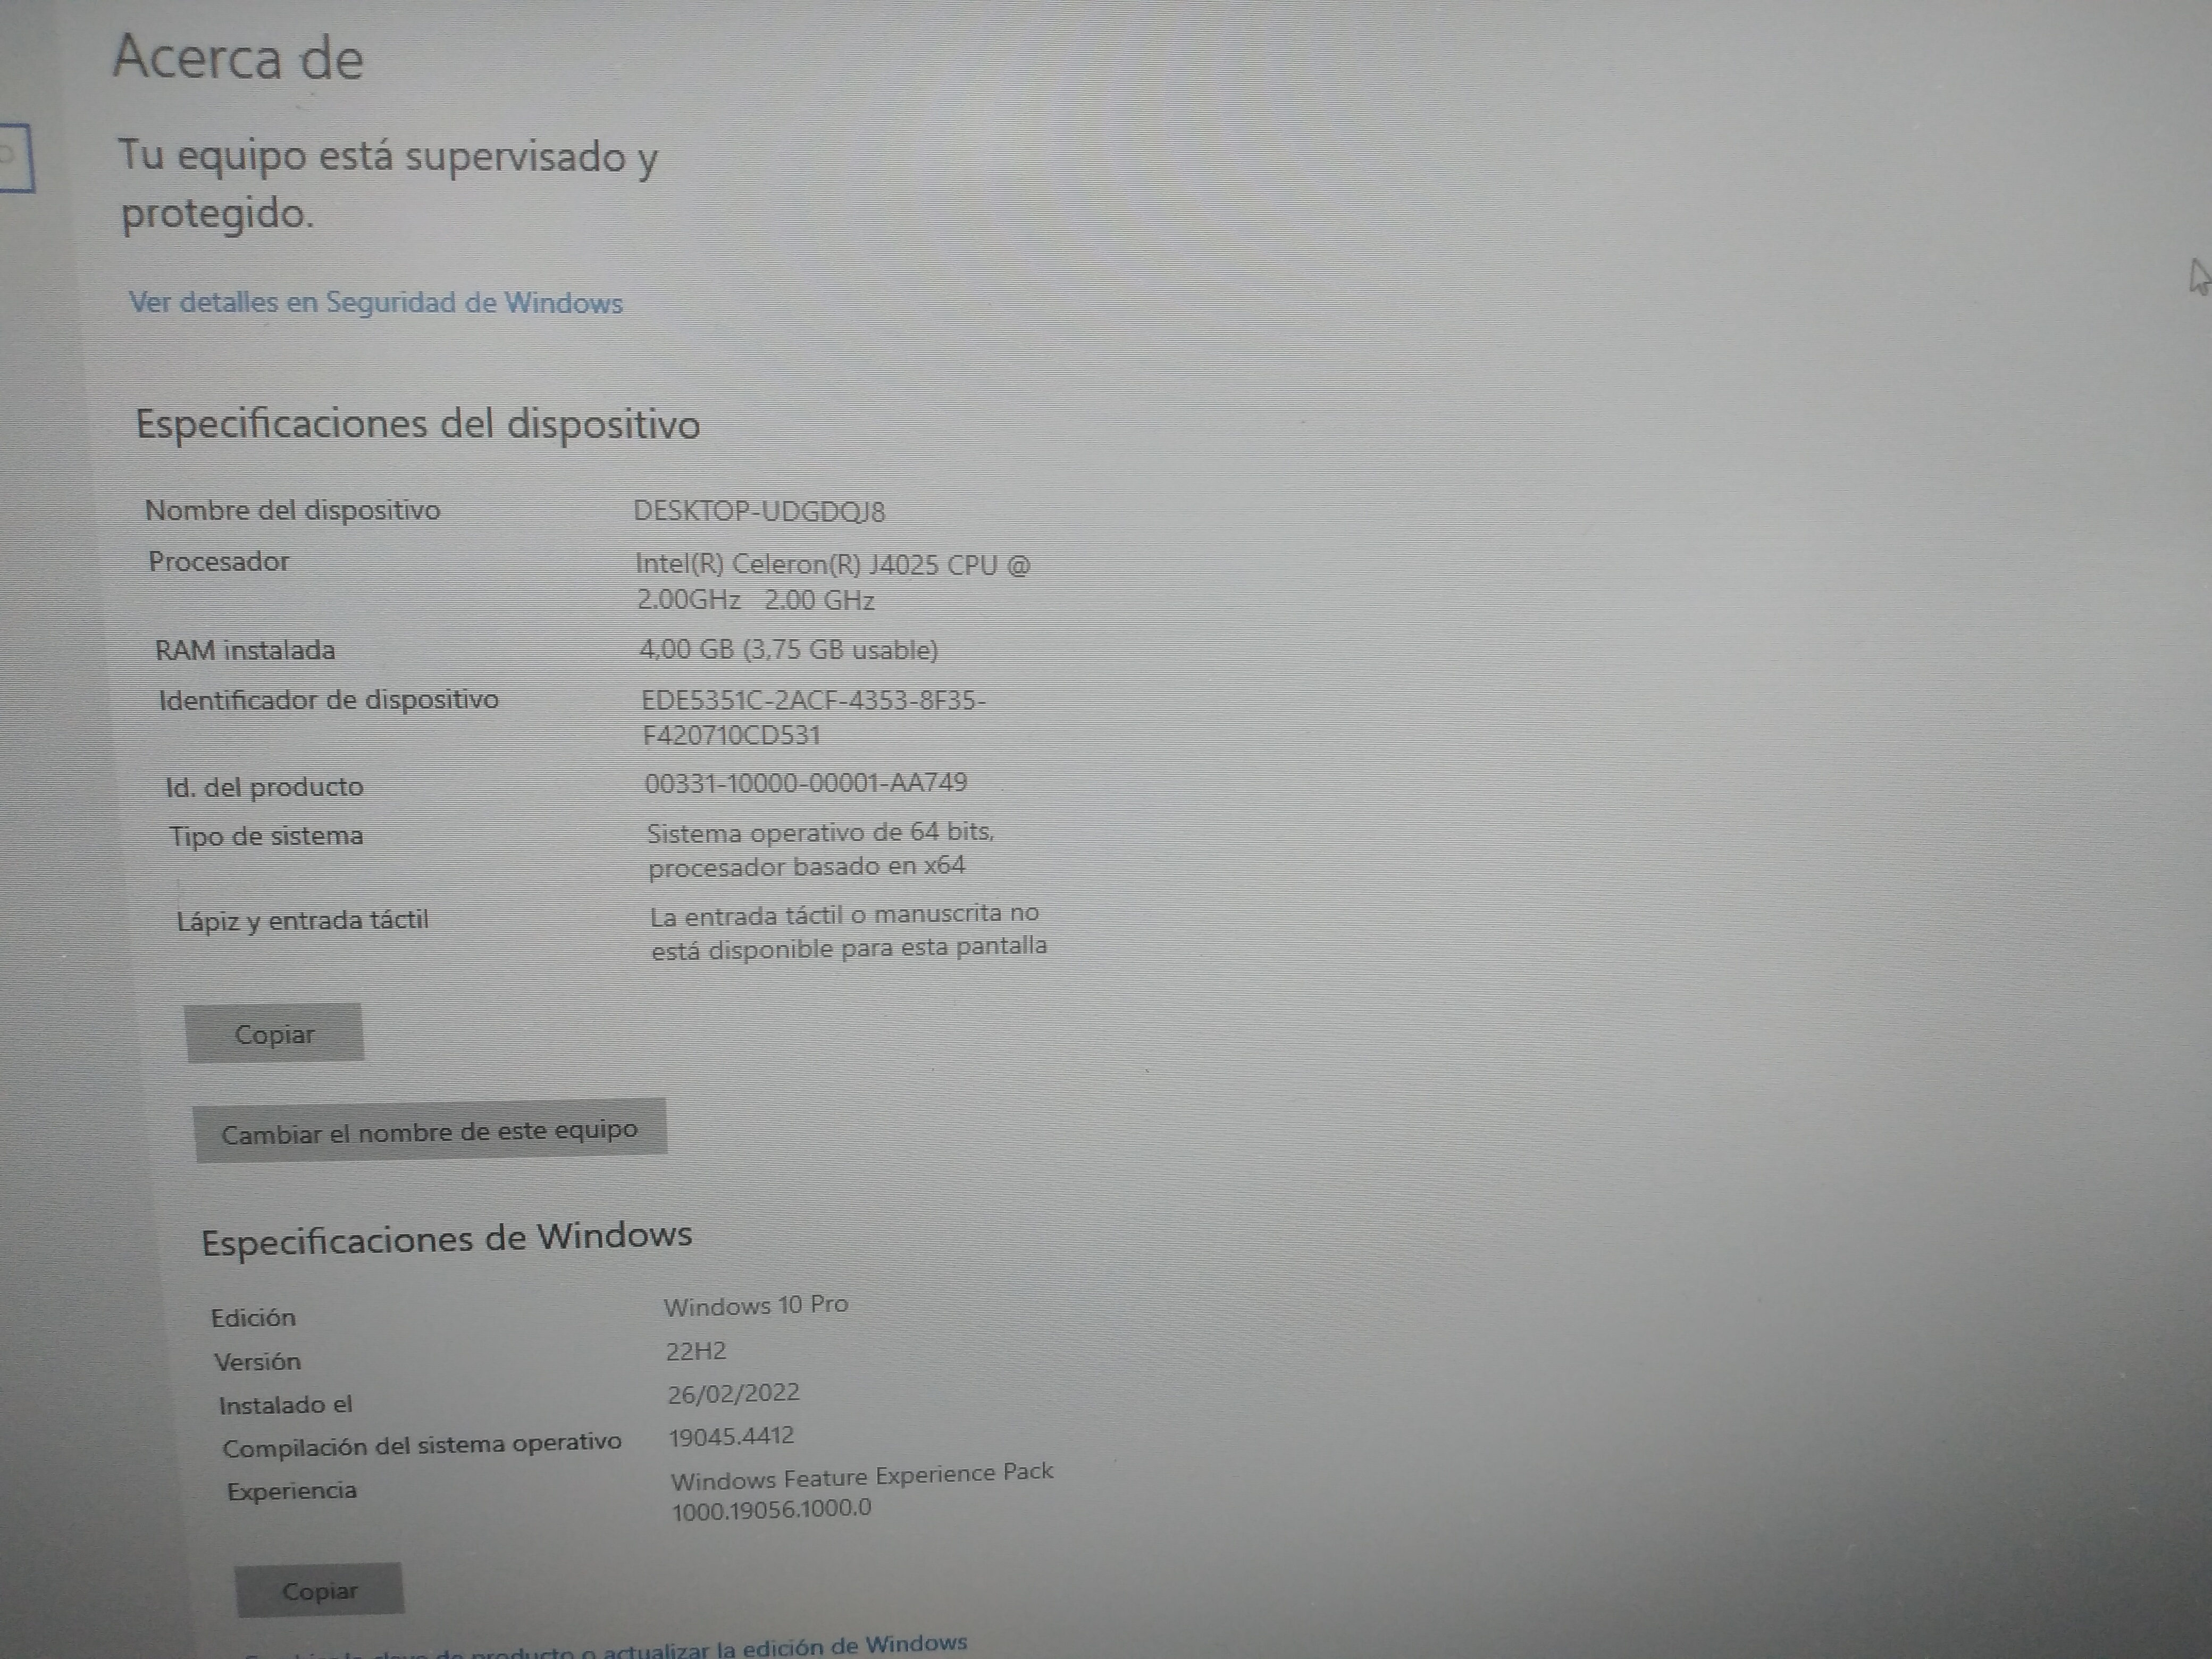 Acerca de
Tu equipo está supervisado y
protegido.
Ver detalles en Seguridad de Windows
Especificaciones del dispositivo
Nombre del dispositivo DESKTOP-UDGDQJ8
Procesador Intel(R) Celeron(R) J4025 CPU @
2.00GHz 2.00 GHz
RAM instalada 4,00 GB (3,75 GB usable)
Identificador de dispositivo EDE5351C-2ACF-4353-8F35-
F420710CD531
Id. del producto 00331-10000-00001-AA749
Tipo de sistema Sistema operativo de 64 bits,
procesador basado en x64
Lápiz y entrada táctil La entrada táctil o manuscrita no
está disponible para esta pantalla
Copiar
Cambiar el nombre de este equipo
Especificaciones de Windows
Edición Windows 10 Pro
Versión 22H2
Instalado el 26/02/2022
Compilación del sistema operativo 19045.4412
Experiencia Windows Feature Experience Pack
1000.19056.1000.0
Copiar
de producto o actualizar la edición de Windows